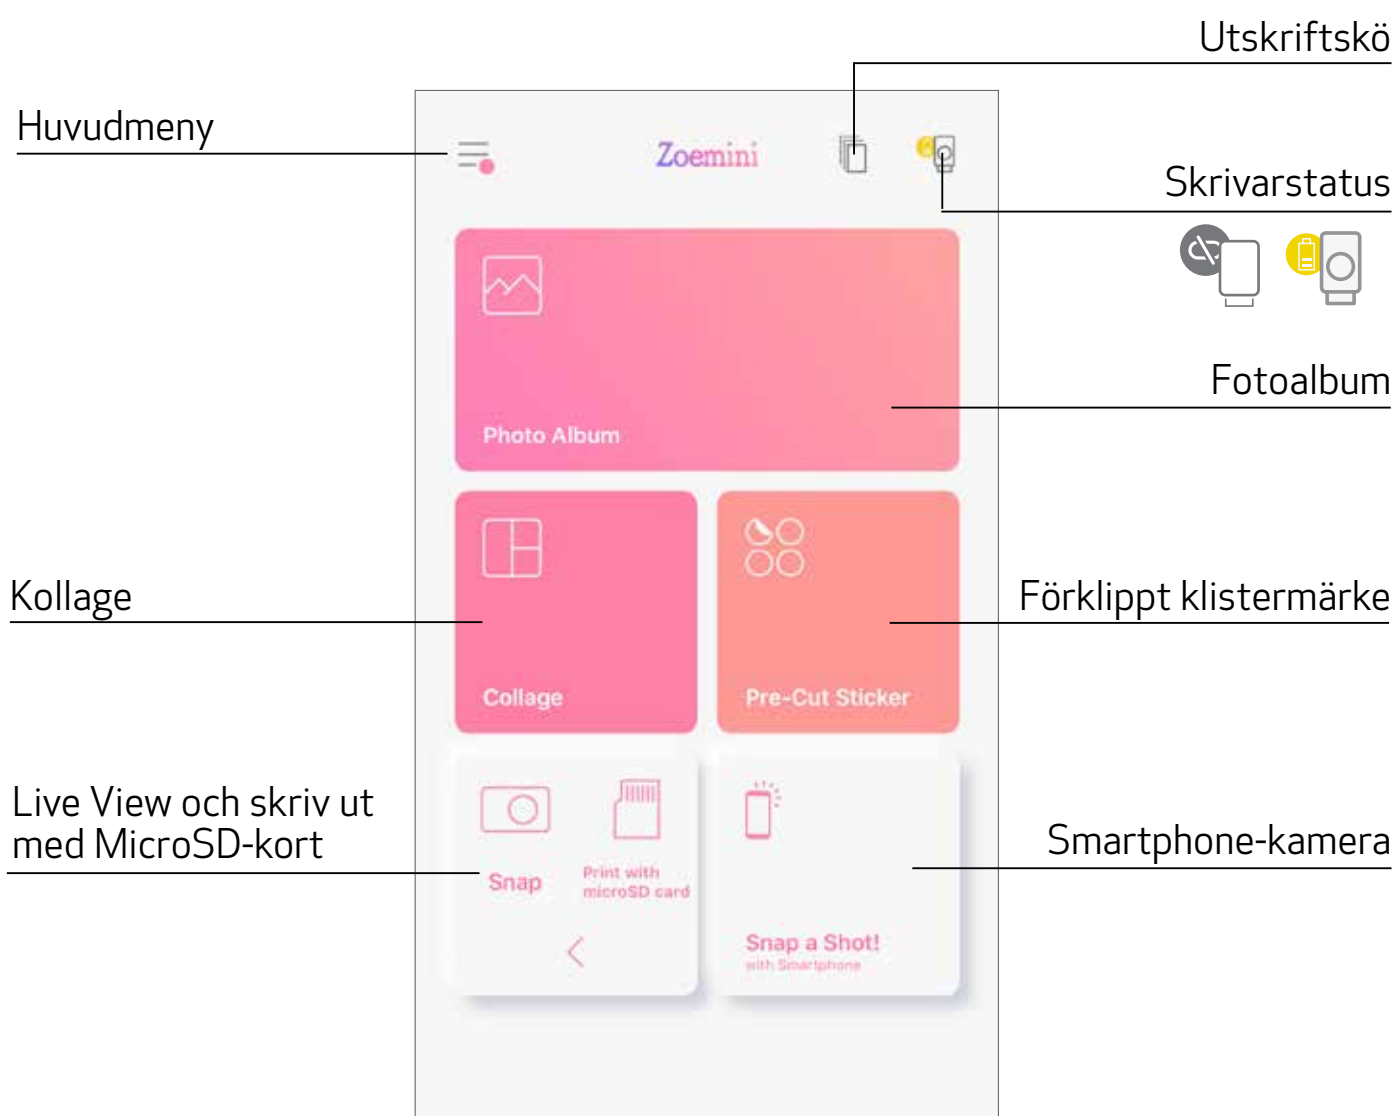 Utskriftskö
Huvudmeny
Zoemini
Skrivarstatus
Fotoalbum
Photo Album
Kollage
Förklippt klistermärke
Collage
Pre-Cut Sticker
Live View och skriv ut
med MicroSD-kort
Smartphone-kamera
Snap
Print with
microSD card
Snap a Shot!
with Smartphone